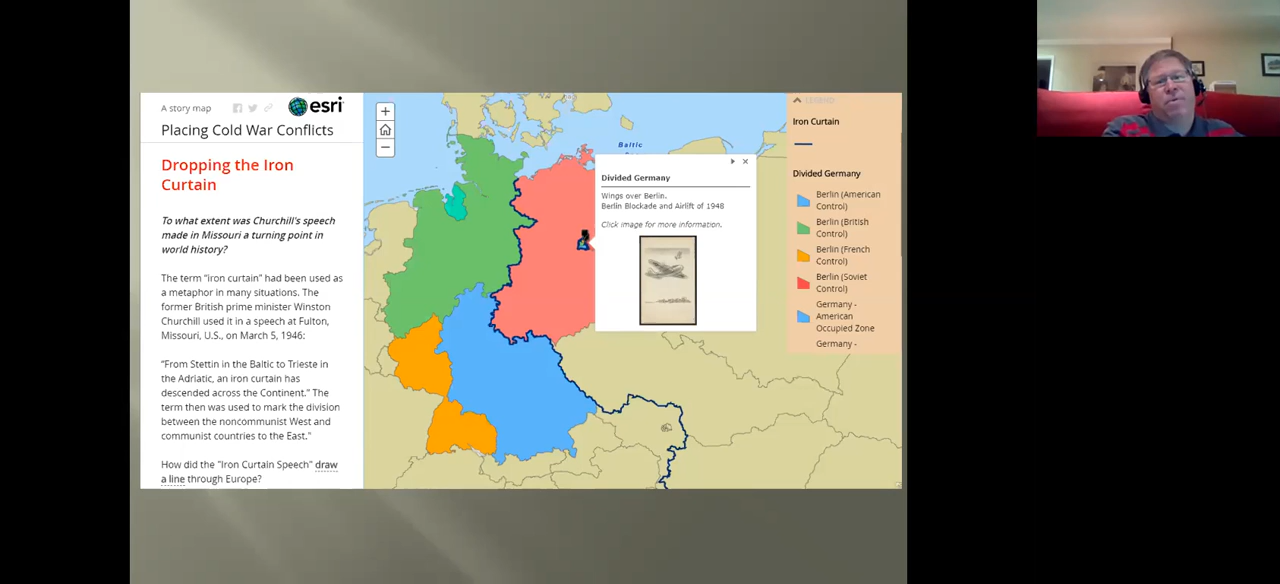 A story map
esri
Placing Cold War Conflicts
Dropping the Iron
Curtain
To what extent was Churchill's speech
made in Missouri a turning point in
world history?
The term "iron curtain" had been used as
a metaphor in many situations. The
former British prime minister Winston
Churchill used it in a speech at Fulton,
Missouri, U.S., on March 5, 1946:
"From Stettin in the Baltic to Trieste in
the Adriatic, an iron curtain has
descended across the Continent." The
term then was used to mark the division
between the noncommunist West and
communist countries to the East."
How did the "Iron Curtain Speech" draw
a line through Europe?
+
−
Baltic
Divided Germany
Wings over Berlin.
Berlin Blockade and Airlift of 1948
Click image for more information.
LEGEND
Iron Curtain
Divided Germany
Berlin (American
Control)
Berlin (British
Control)
Berlin (French
Control)
Berlin (Soviet
Control)
Germany -
American
Occupied Zone
Germany -